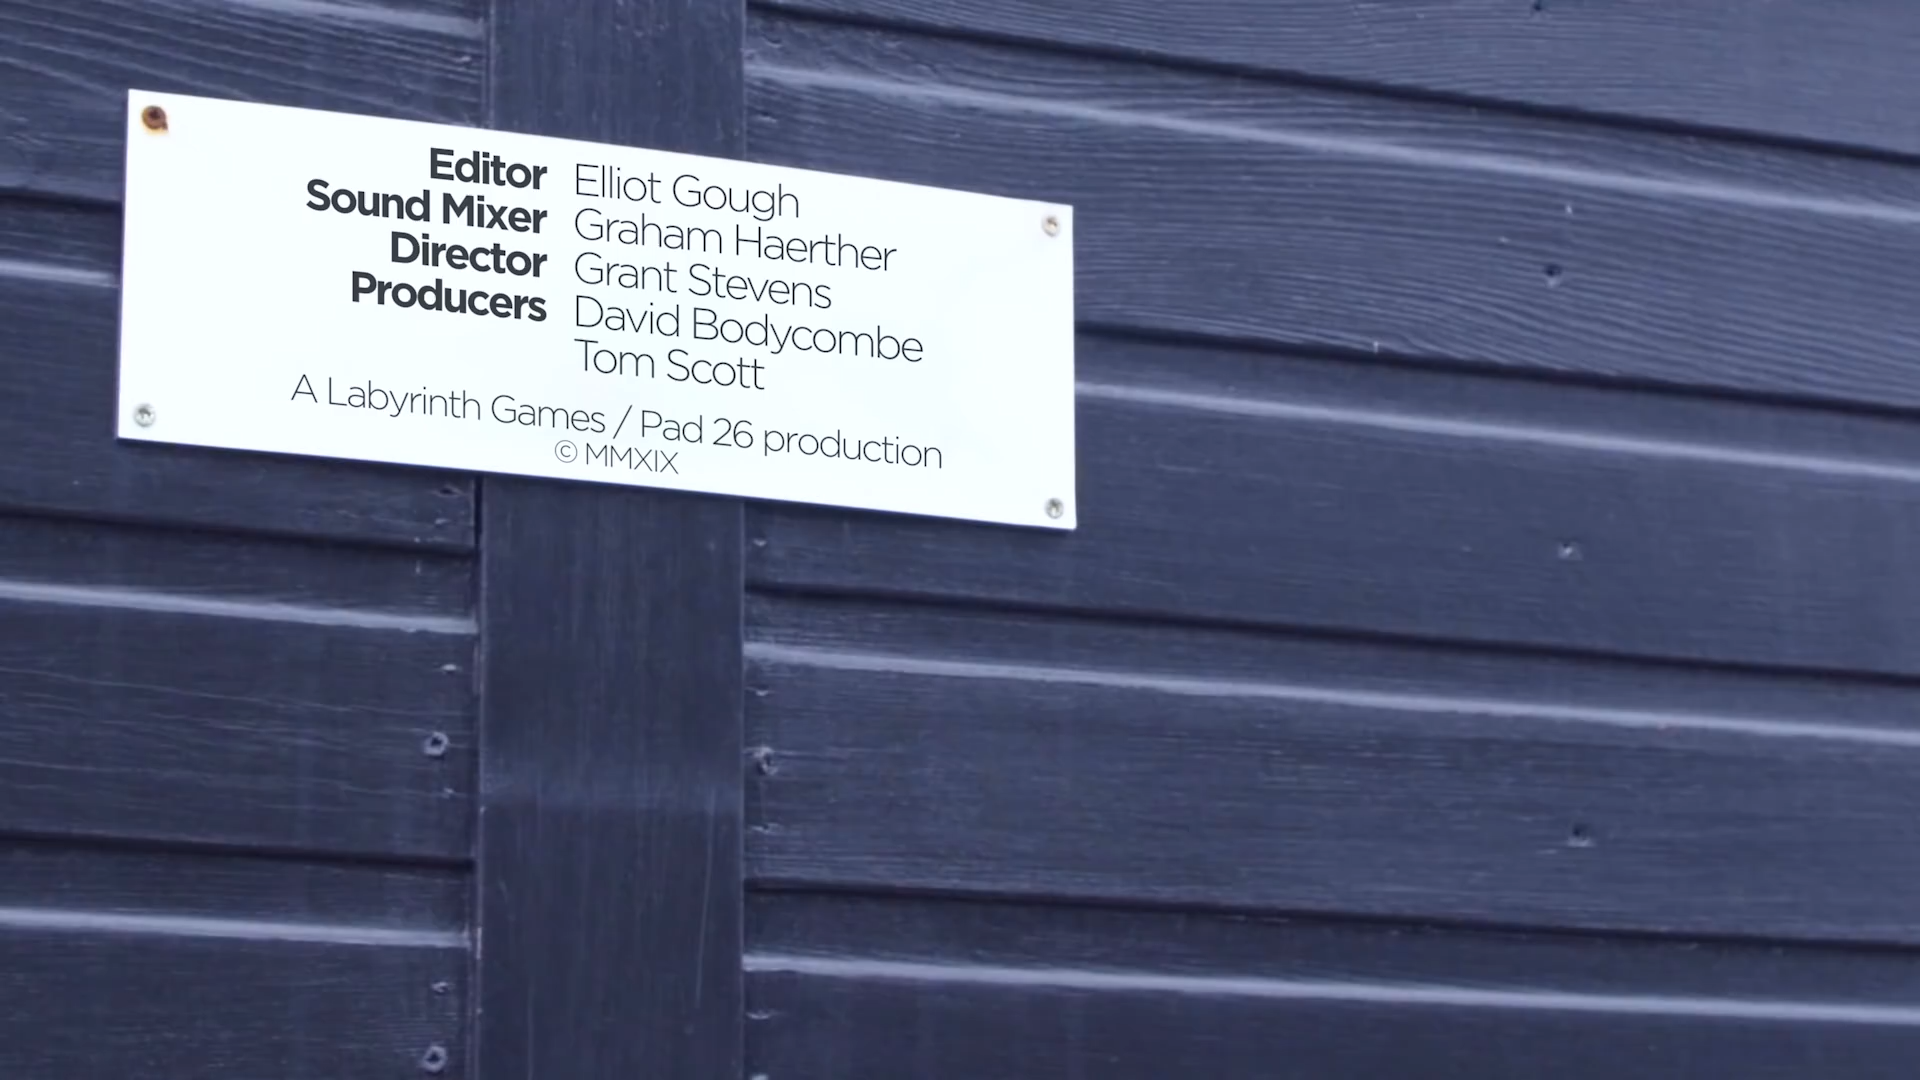 Editor Elliot Gough
Sound Mixer Graham Haerther
Director Grant Stevens
Producers David Bodycombe
Tom Scott
A Labyrinth Games / Pad 26 production
© MMXIX